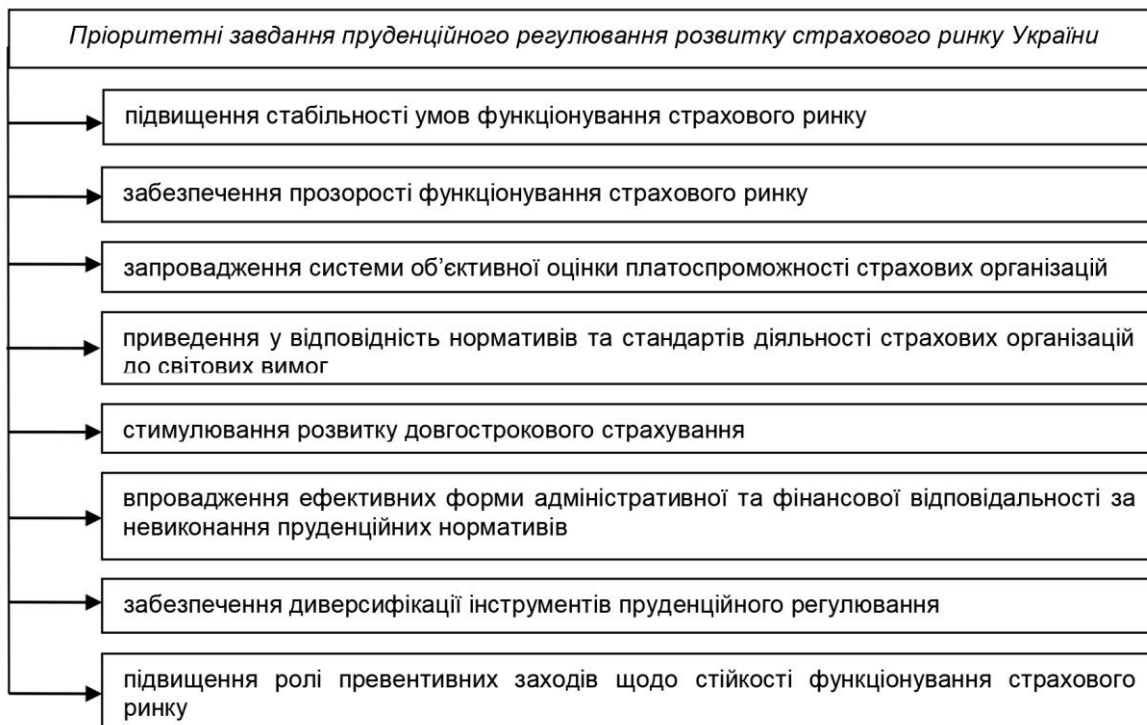 Пріоритетні завдання пруденційного регулювання розвитку страхового ринку України
підвищення стабільності умов функціонування страхового ринку
забезпечення прозорості функціонування страхового ринку
запровадження системи об’єктивної оцінки платоспроможності страхових організацій
приведення у відповідність нормативів та стандартів діяльності страхових організацій
до світових вимог
стимулювання розвитку довгострокового страхування
впровадження ефективних форми адміністративної та фінансової відповідальності за
невиконання пруденційних нормативів
забезпечення диверсифікації інструментів пруденційного регулювання
підвищення ролі превентивних заходів щодо стійкості функціонування страхового
ринку